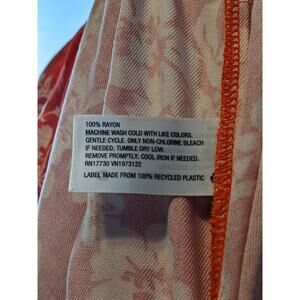 100% RAYON
MACHINE WASH COLD WITH LIKE COLORS.
GENTLE CYCLE. ONLY NON-CHLORINE BLEACH
IF NEEDED; TUMBLE DRY LOW.
REMOVE PROMPTLY. COOL IRON IF NEEDED.
RN17730 VN1973122
LABEL MADE FROM 100% RECYCLED PLASTIC